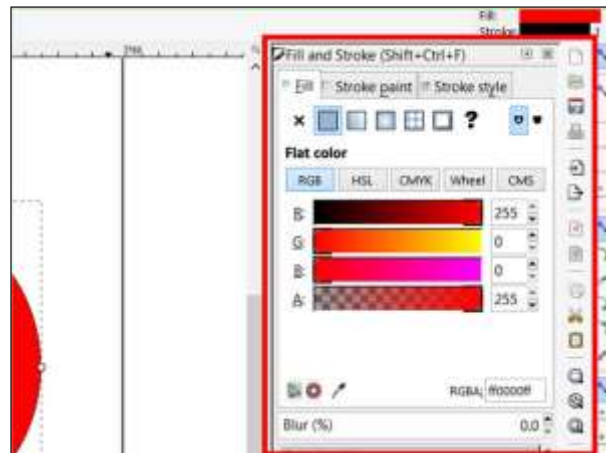 Fill:
Stroke:
Fill and Stroke (Shift+Ctrl+F)
Fill Stroke paint Stroke style
Flat color
RGB HSL CMYK Wheel CMS
R: 255
G: 0
B: 0
A: 255
RGBA: ff0000ff
Blur (%) 0.0